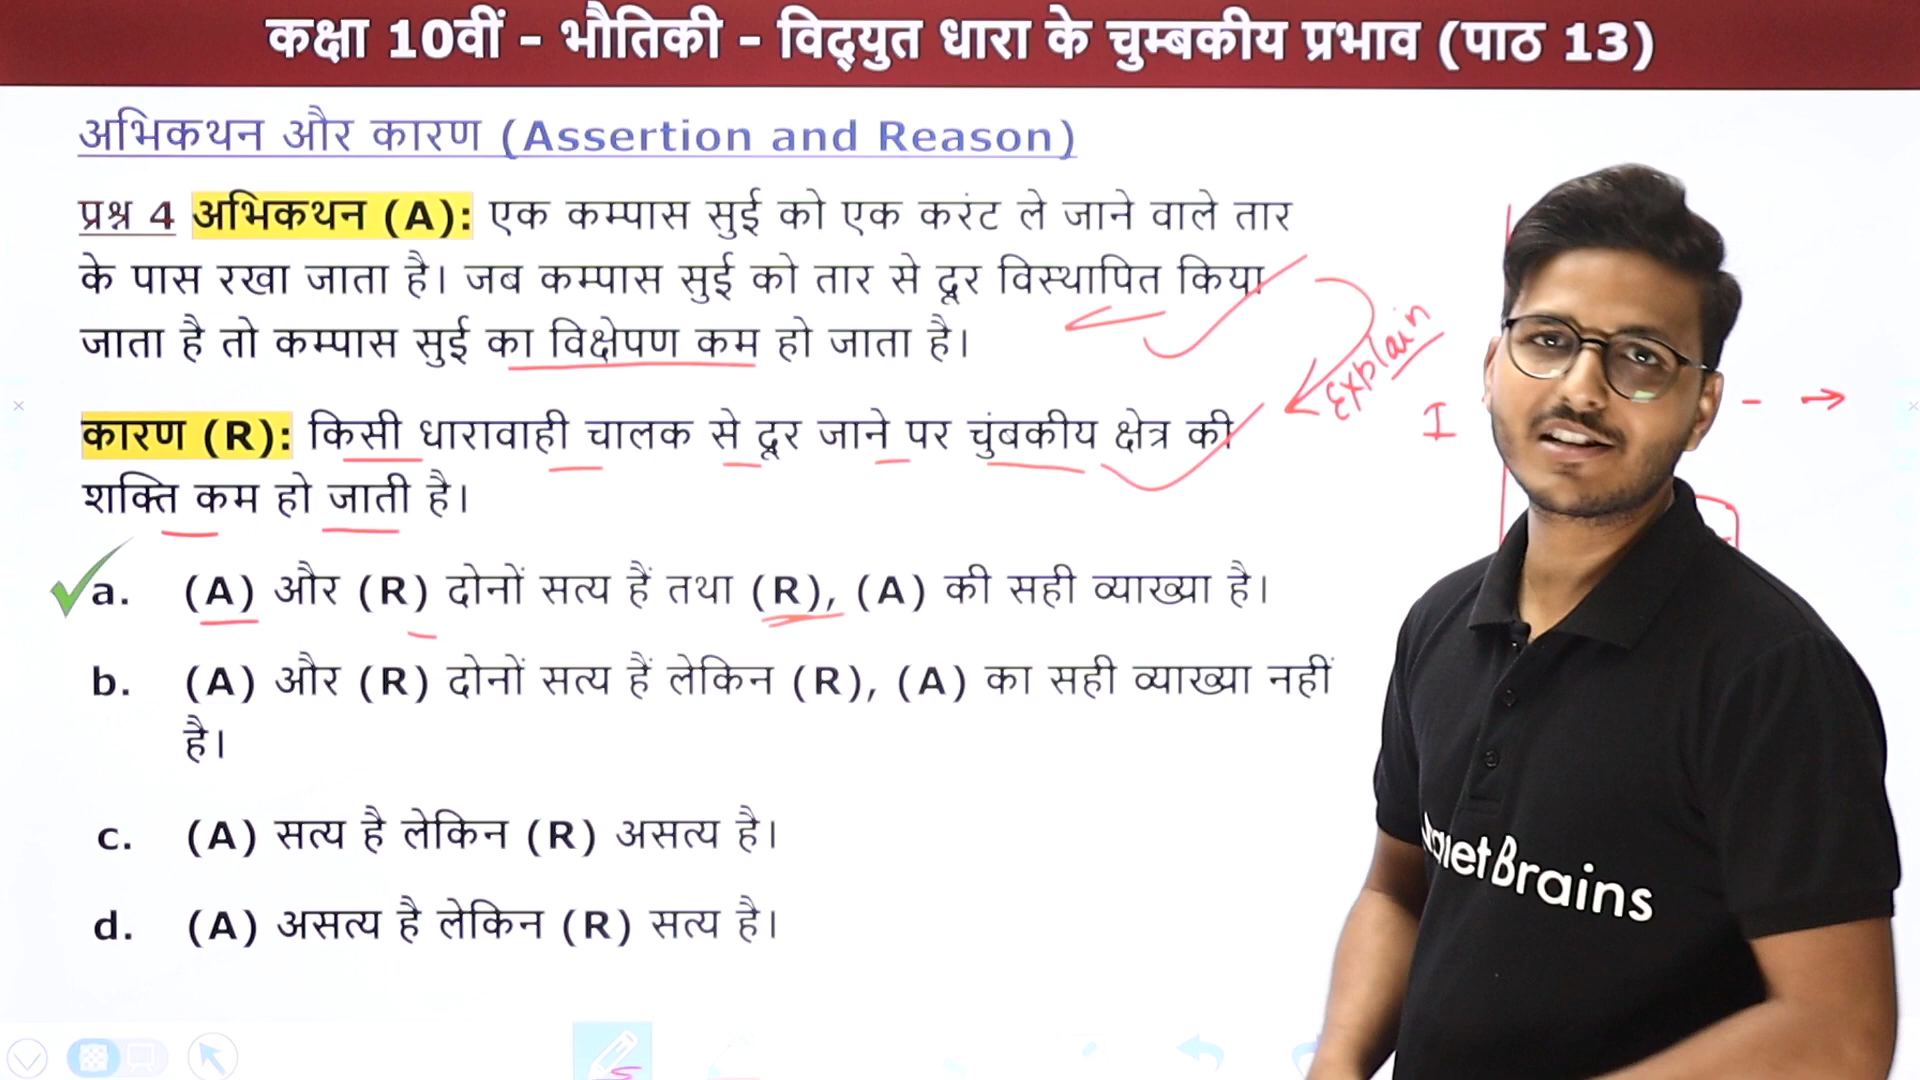 कक्षा 10वीं - भौतिकी - विद्युत धारा के चुम्बकीय प्रभाव (पाठ 13)
अभिकथन और कारण (Assertion and Reason)
प्रश्न 4 अभिकथन (A): एक कम्पास सुई को एक करंट ले जाने वाले तार
के पास रखा जाता है। जब कम्पास सुई को तार से दूर विस्थापित किया
जाता है तो कम्पास सुई का विक्षेपण कम हो जाता है।
Explain
I
कारण (R): किसी धारावाही चालक से दूर जाने पर चुंबकीय क्षेत्र की
शक्ति कम हो जाती है।
a. (A) और (R) दोनों सत्य हैं तथा (R), (A) की सही व्याख्या है।
b. (A) और (R) दोनों सत्य हैं लेकिन (R), (A) का सही व्याख्या नहीं
है।
c. (A) सत्य है लेकिन (R) असत्य है।
d. (A) असत्य है लेकिन (R) सत्य है।
Brains